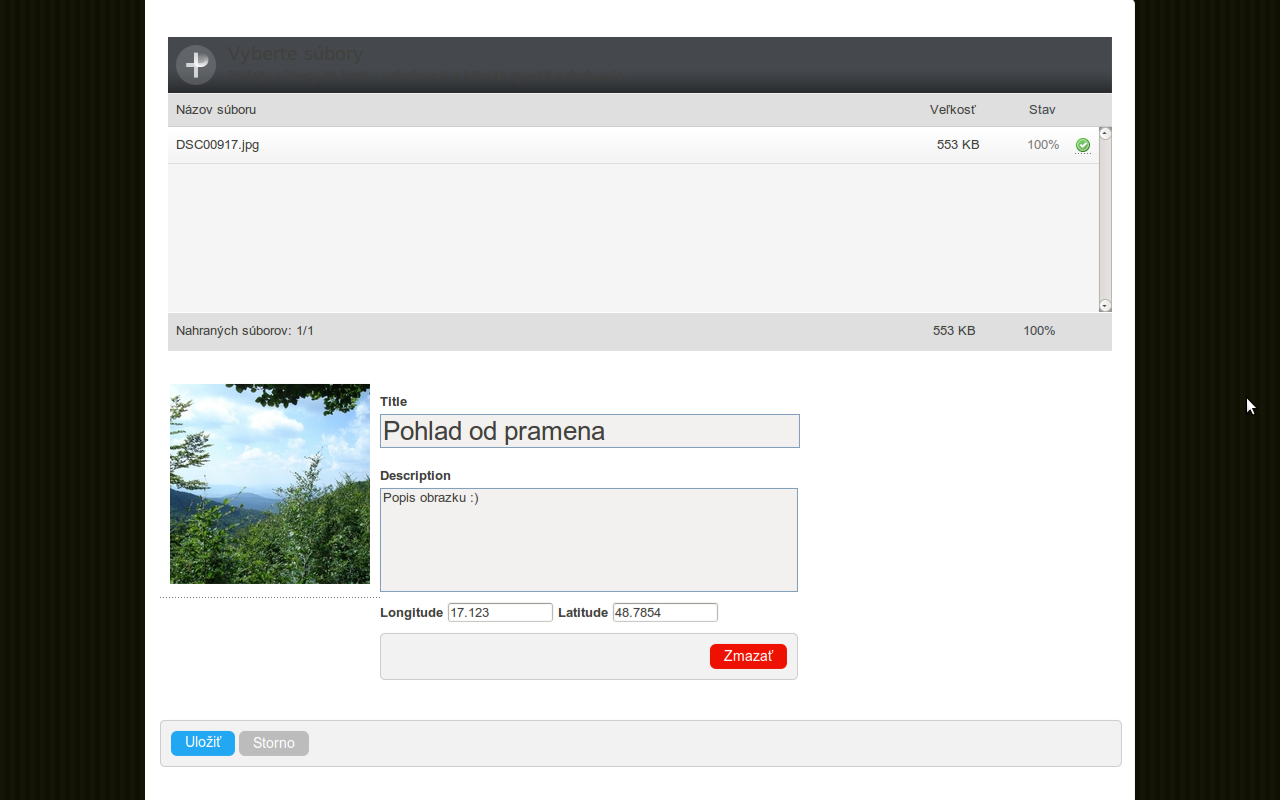 Vyberte súbory
Názov súboru Veľkosť Stav
DSC00917.jpg 553 KB 100%
Nahraných súborov: 1/1 553 KB 100%
Title
Pohlad od pramena
Description
Popis obrazku :)
Longitude 17.123 Latitude 48.7854
Zmazať
Uložiť Storno